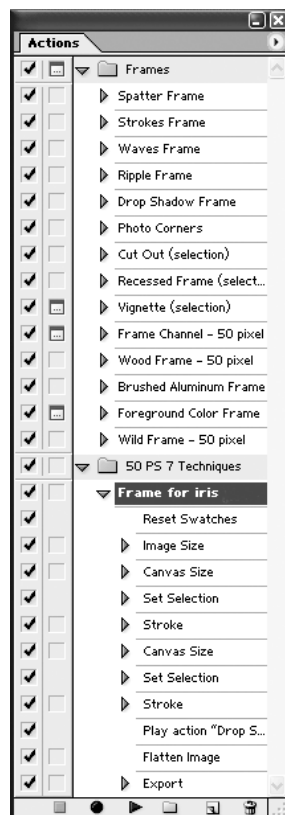 Actions
Frames
Spatter Frame
Strokes Frame
Waves Frame
Ripple Frame
Drop Shadow Frame
Photo Corners
Cut Out (selection)
Recessed Frame (select...
Vignette (selection)
Frame Channel - 50 pixel
Wood Frame - 50 pixel
Brushed Aluminum Frame
Foreground Color Frame
Wild Frame - 50 pixel
50 PS 7 Techniques
Frame for iris
Reset Swatches
Image Size
Canvas Size
Set Selection
Stroke
Canvas Size
Set Selection
Stroke
Play action "Drop S...
Flatten Image
Export